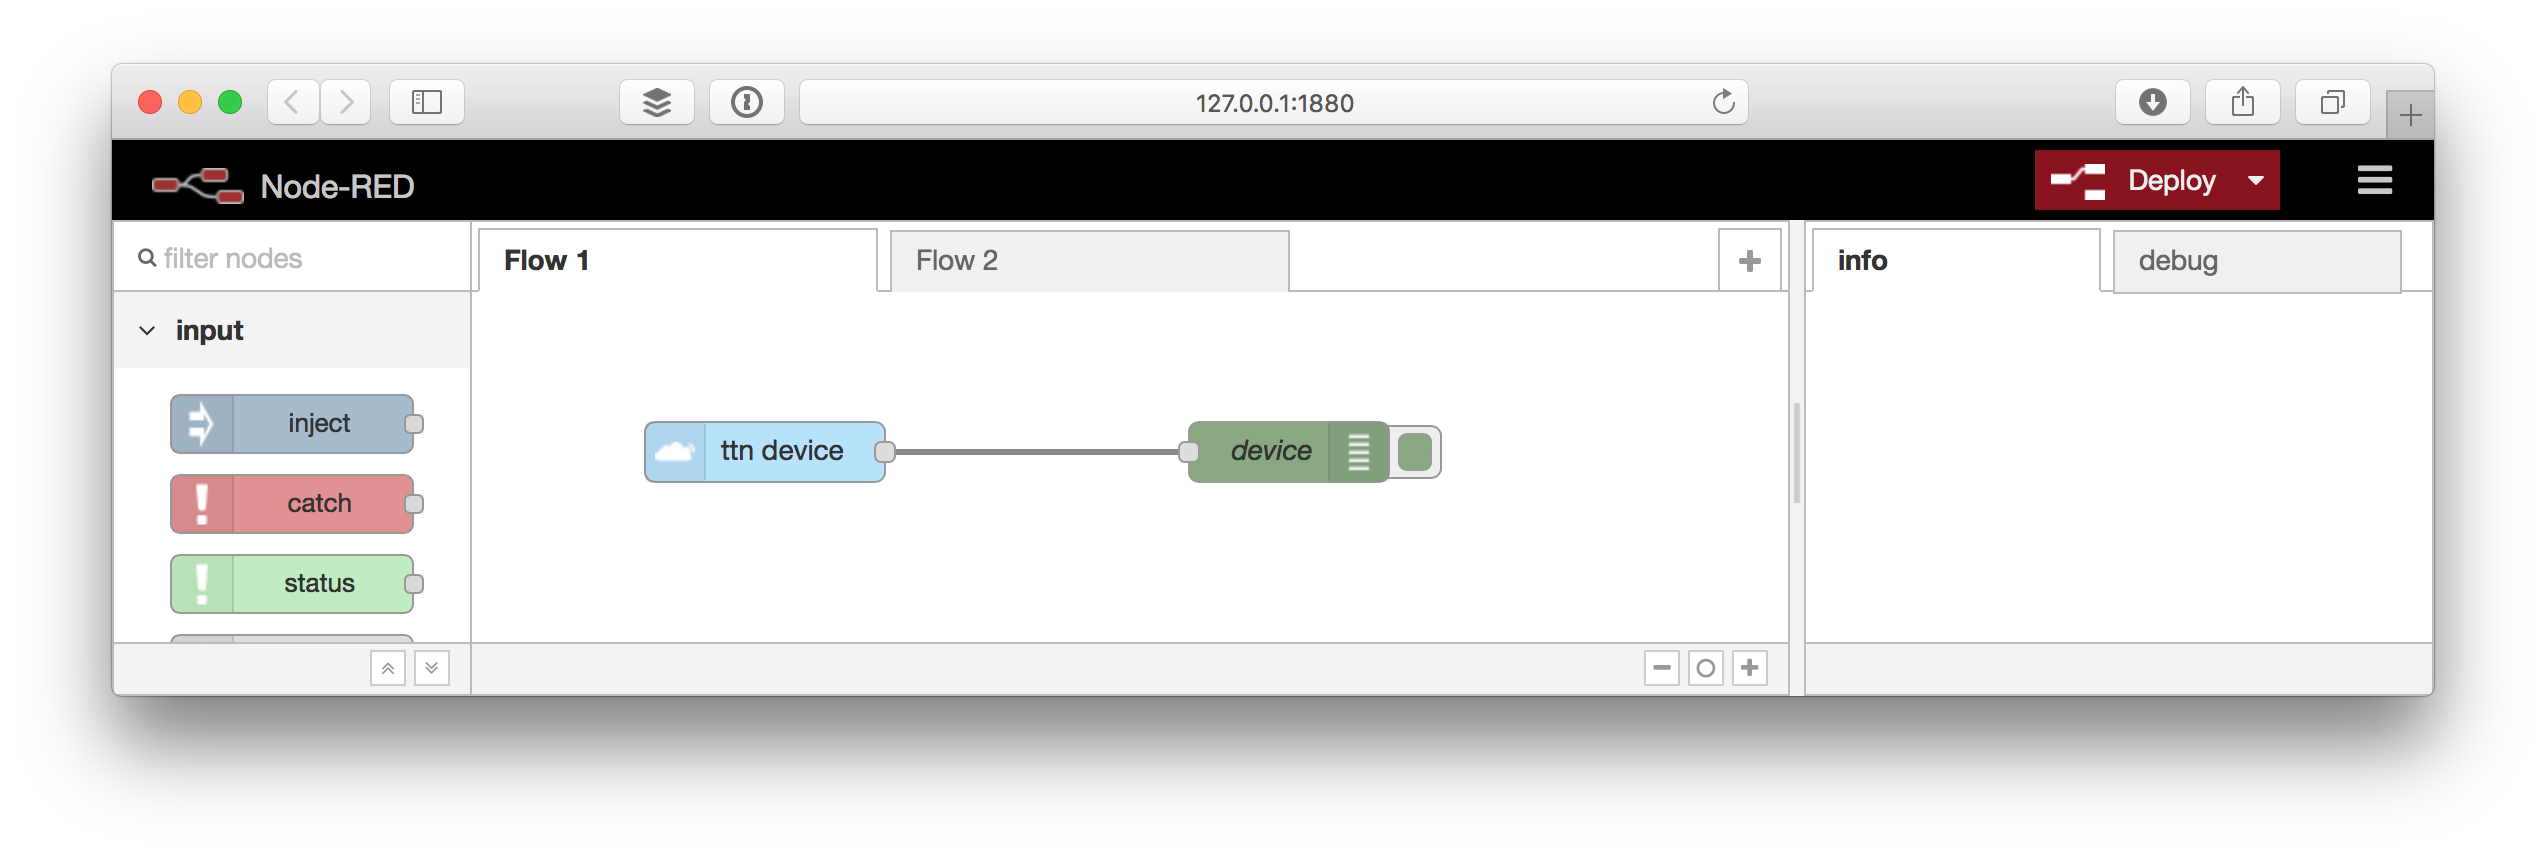 127.0.0.1:1880
Node-RED
Deploy
filter nodes
Flow 1
Flow 2
info
debug
input
inject
catch
status
ttn device
device